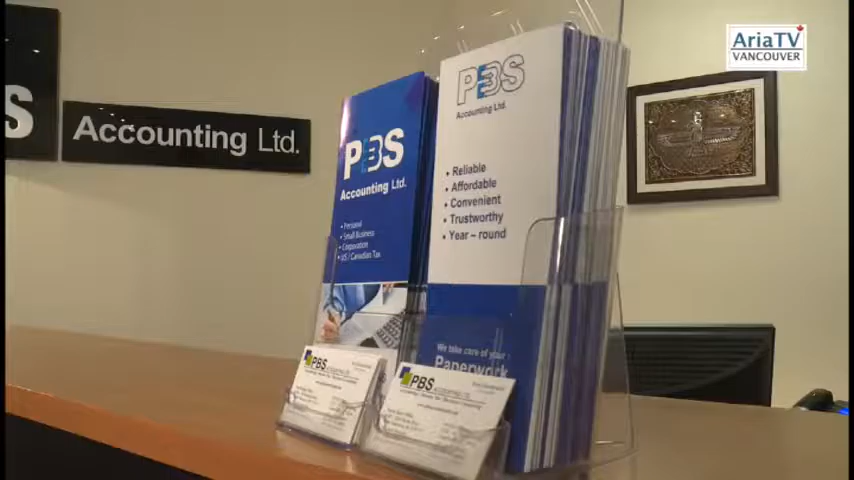 AriaTV
VANCOUVER
S
Accounting Ltd.
PBS
Accounting Ltd.
• Personal
• Small Business
• Corporation
• US / Canadian Tax
PBS
Accounting Ltd.
• Reliable
• Affordable
• Convenient
• Trustworthy
• Year – round
We take care of your
Paperwork
PBS
PBS